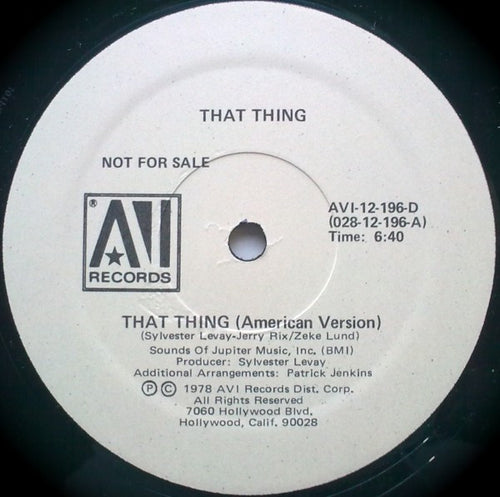 THAT THING
NOT FOR SALE
® AVI
RECORDS
AVI-12-196-D
(028-12-196-A)
Time: 6:40
THAT THING (American Version)
(Sylvester Levay-Jerry Rix/Zeke Lund)
Sounds Of Jupiter Music, Inc. (BMI)
Producer: Sylvester Levay
Additional Arrangements: Patrick Jenkins
Ⓟ © 1978 AVI Records Dist. Corp.
All Rights Reserved
7060 Hollywood Blvd.
Hollywood, Calif. 90028